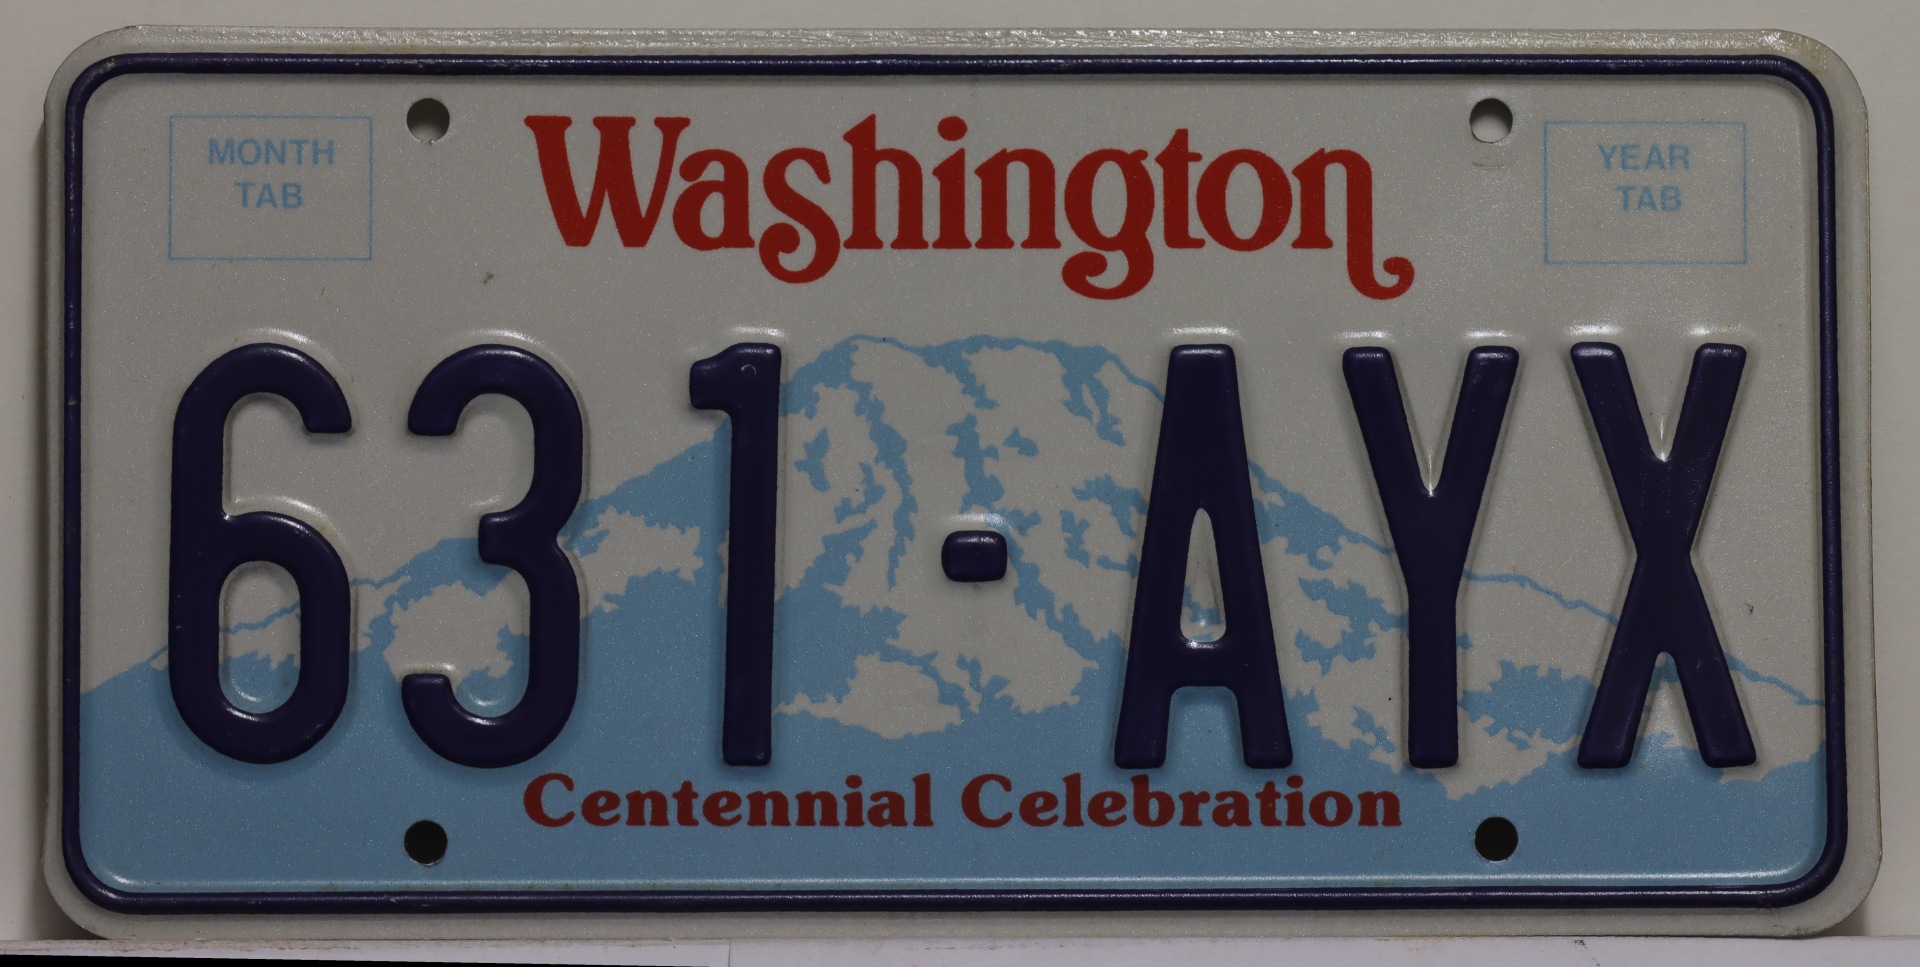 MONTH
TAB
Washington
YEAR
TAB
631-AYX
Centennial Celebration